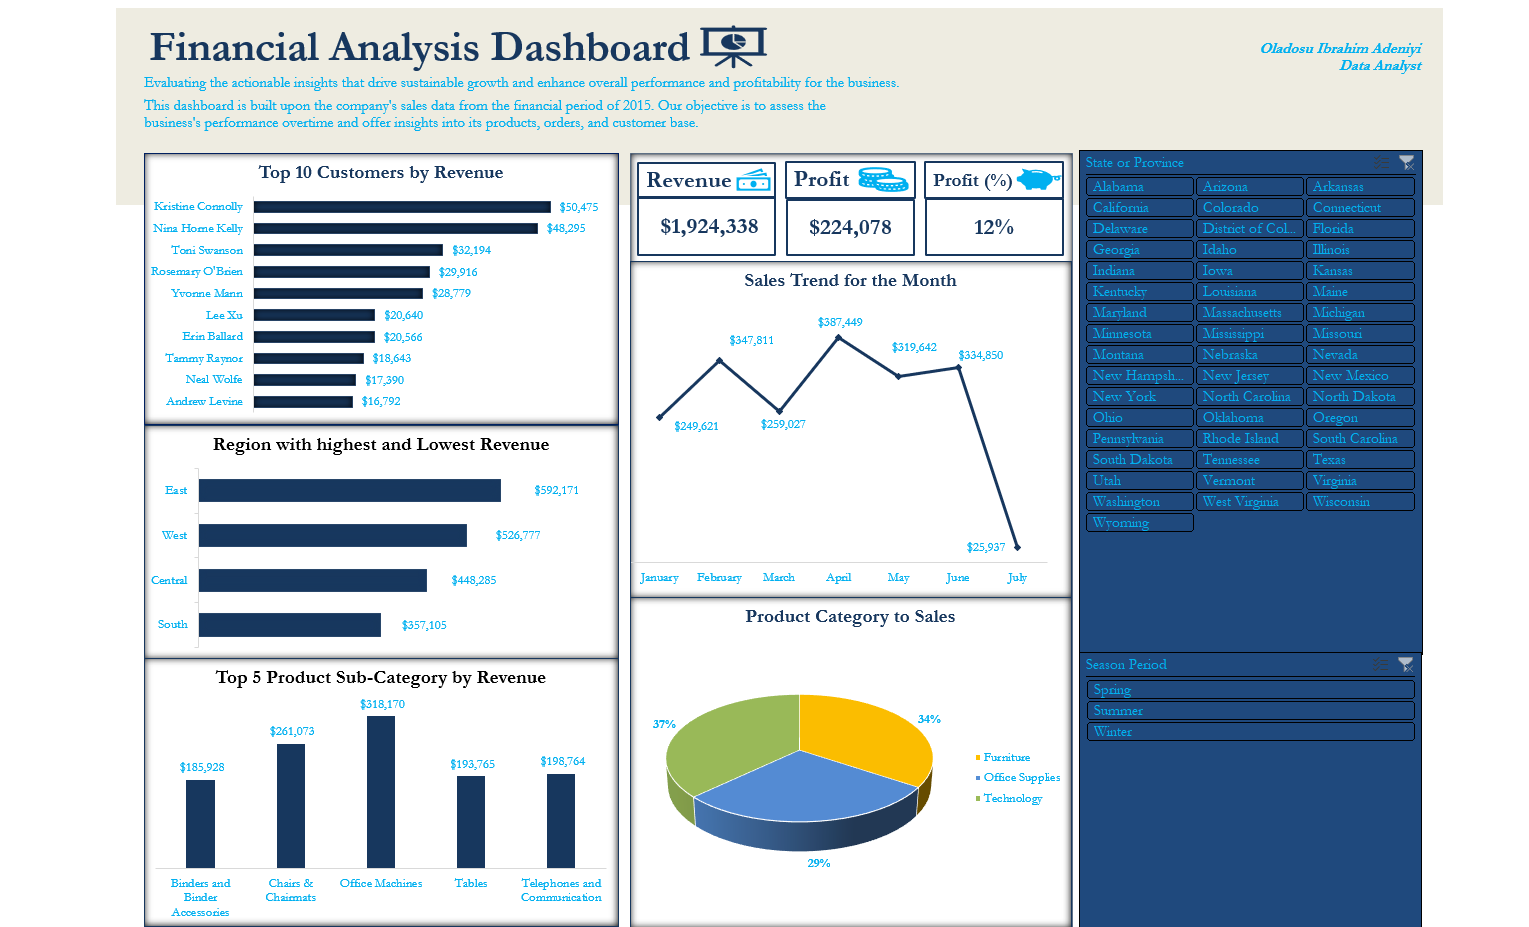 Financial Analysis Dashboard
Oladosu Ibrahim Adeniyi
Data Analyst
Evaluating the actionable insights that drive sustainable growth and enhance overall performance and profitability for the business.
This dashboard is built upon the company's sales data from the financial period of 2015. Our objective is to assess the
business's performance overtime and offer insights into its products, orders, and customer base.
Top 10 Customers by Revenue
Kristine Connolly $50,475
Nina Horne Kelly $48,295
Toni Swanson $32,194
Rosemary O'Brien $29,916
Yvonne Mann $28,779
Lee Xu $20,640
Erin Ballard $20,566
Tammy Raynor $18,643
Neal Wolfe $17,390
Andrew Levine $16,792
Region with highest and Lowest Revenue
East $592,171
West $526,777
Central $448,285
South $357,105
Top 5 Product Sub-Category by Revenue
$185,928 $261,073 $318,170 $193,765 $198,764
Binders and Chairs & Office Machines Tables Telephones and
Binder Chairmats Communication
Accessories
Revenue Profit Profit (%)
$1,924,338 $224,078 12%
Sales Trend for the Month
$249,621 $347,811 $259,027 $387,449 $319,642 $334,850 $25,937
January February March April May June July
Product Category to Sales
37% 34%
29%
Furniture
Office Supplies
Technology
State or Province
Alabama Arizona Arkansas
California Colorado Connecticut
Delaware District of Col... Florida
Georgia Idaho Illinois
Indiana Iowa Kansas
Kentucky Louisiana Maine
Maryland Massachusetts Michigan
Minnesota Mississippi Missouri
Montana Nebraska Nevada
New Hampsh... New Jersey New Mexico
New York North Carolina North Dakota
Ohio Oklahoma Oregon
Pennsylvania Rhode Island South Carolina
South Dakota Tennessee Texas
Utah Vermont Virginia
Washington West Virginia Wisconsin
Wyoming
Season Period
Spring
Summer
Winter